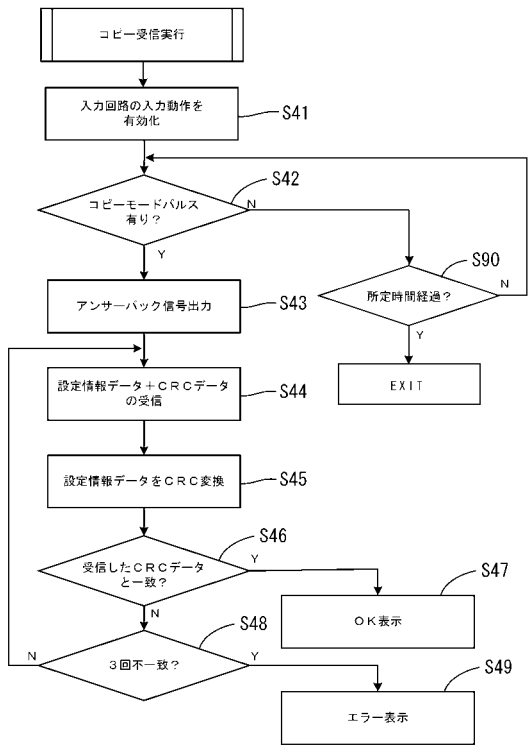 コピー受信実行
入力回路の入力動作を
有効化
S41
コピーモードパルス
有り?
S42
N
Y
所定時間経過?
S90
N
Y
EXIT
アンサーバック信号出力
S43
設定情報データ+CRCデータ
の受信
S44
設定情報データをCRC変換
S45
受信したCRCデータ
と一致?
S46
Y
N
OK表示
S47
3回不一致?
S48
N
Y
エラー表示
S49